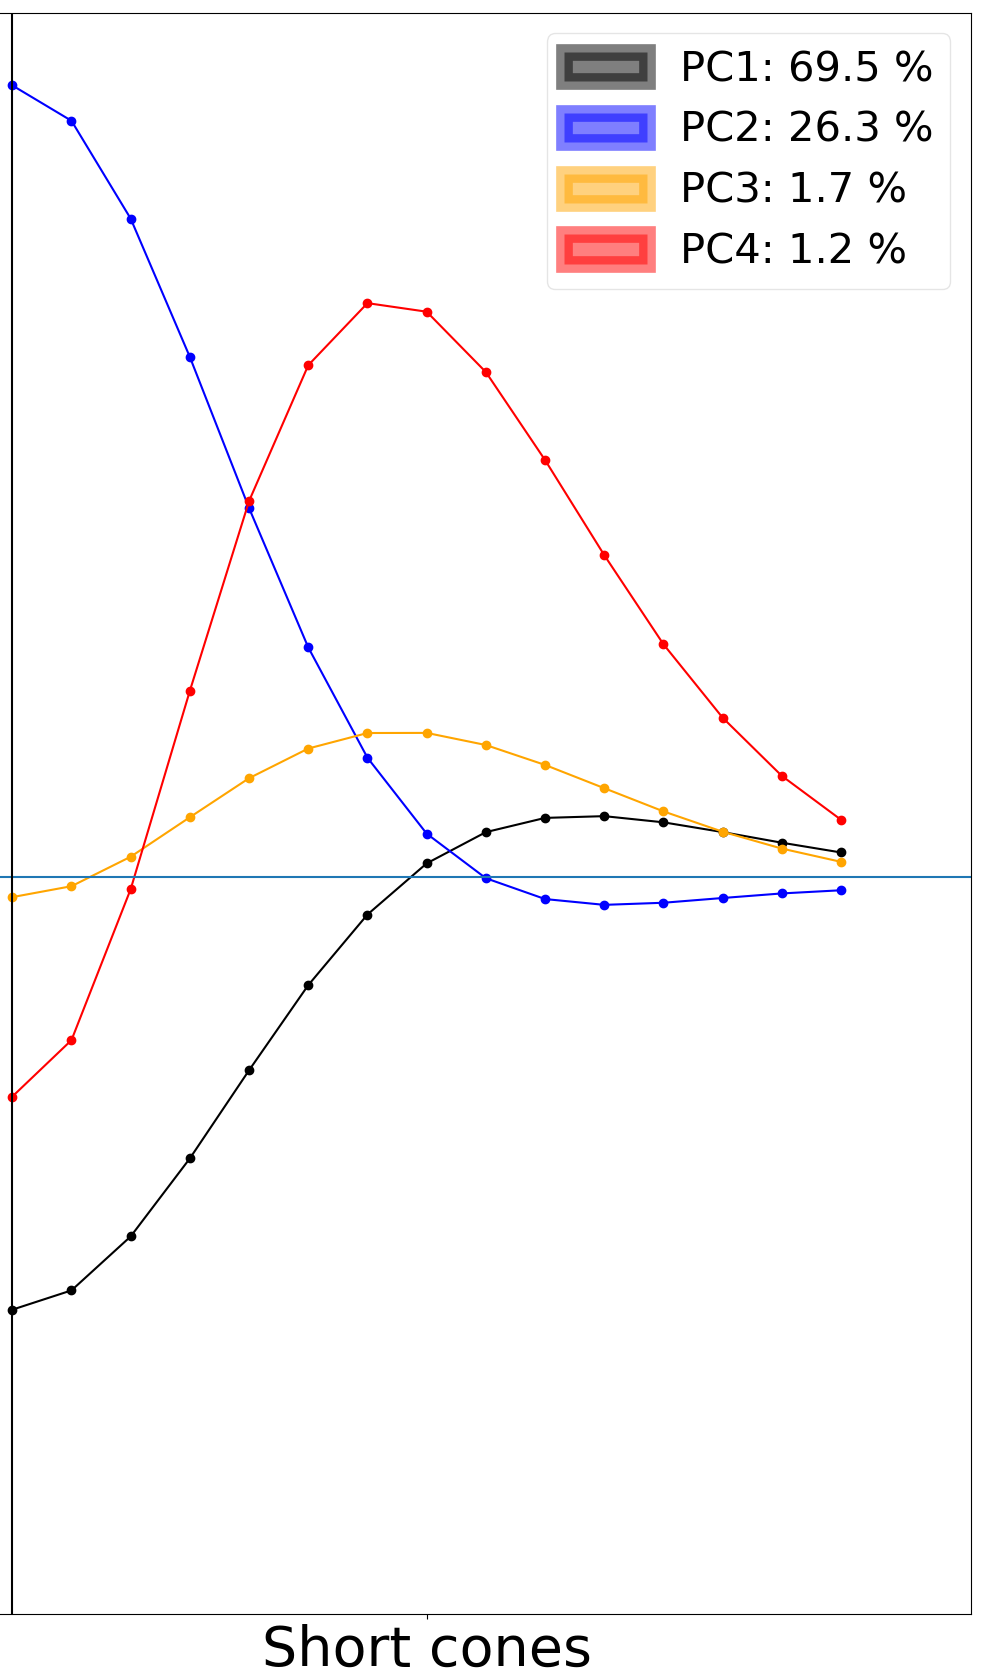 PC1: 69.5 %
PC2: 26.3 %
PC3: 1.7 %
PC4: 1.2 %
Short cones